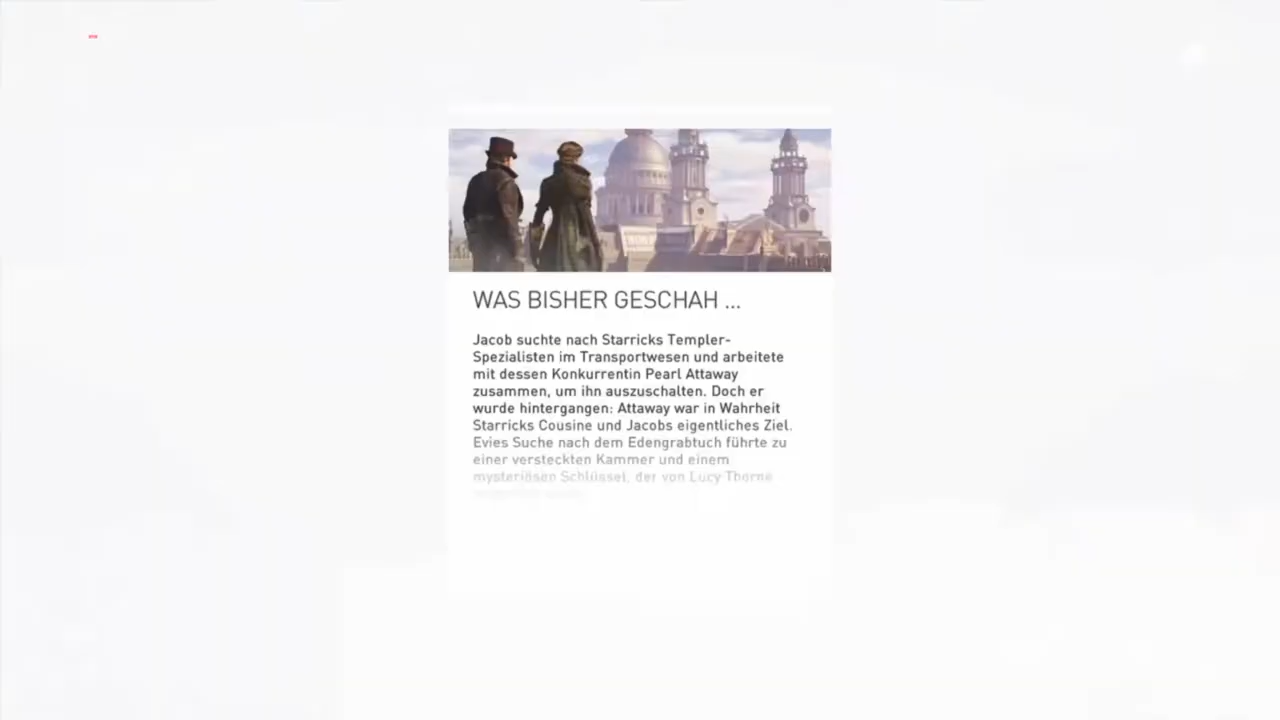 WAS BISHER GESCHAH ...
Jacob suchte nach Starricks Templer-
Spezialisten im Transportwesen und arbeitete
mit dessen Konkurrentin Pearl Attaway
zusammen, um ihn auszuschalten. Doch er
wurde hintergangen: Attaway war in Wahrheit
Starricks Cousine und Jacobs eigentliches Ziel.
Evies Suche nach dem Edengrabtuch führte zu
einer versteckten Kammer und einem
mysteriösen Schlüssel, der von Lucy Thorne